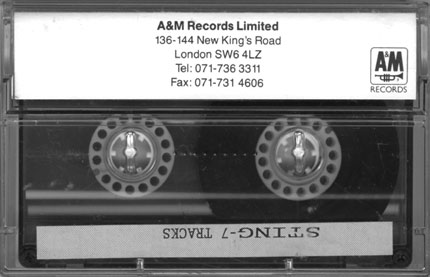 A&M Records Limited
136-144 New King's Road
London SW6 4LZ
Tel: 071-736 3311
Fax: 071-731 4606
A&M
RECORDS
STING-7 TRACKS